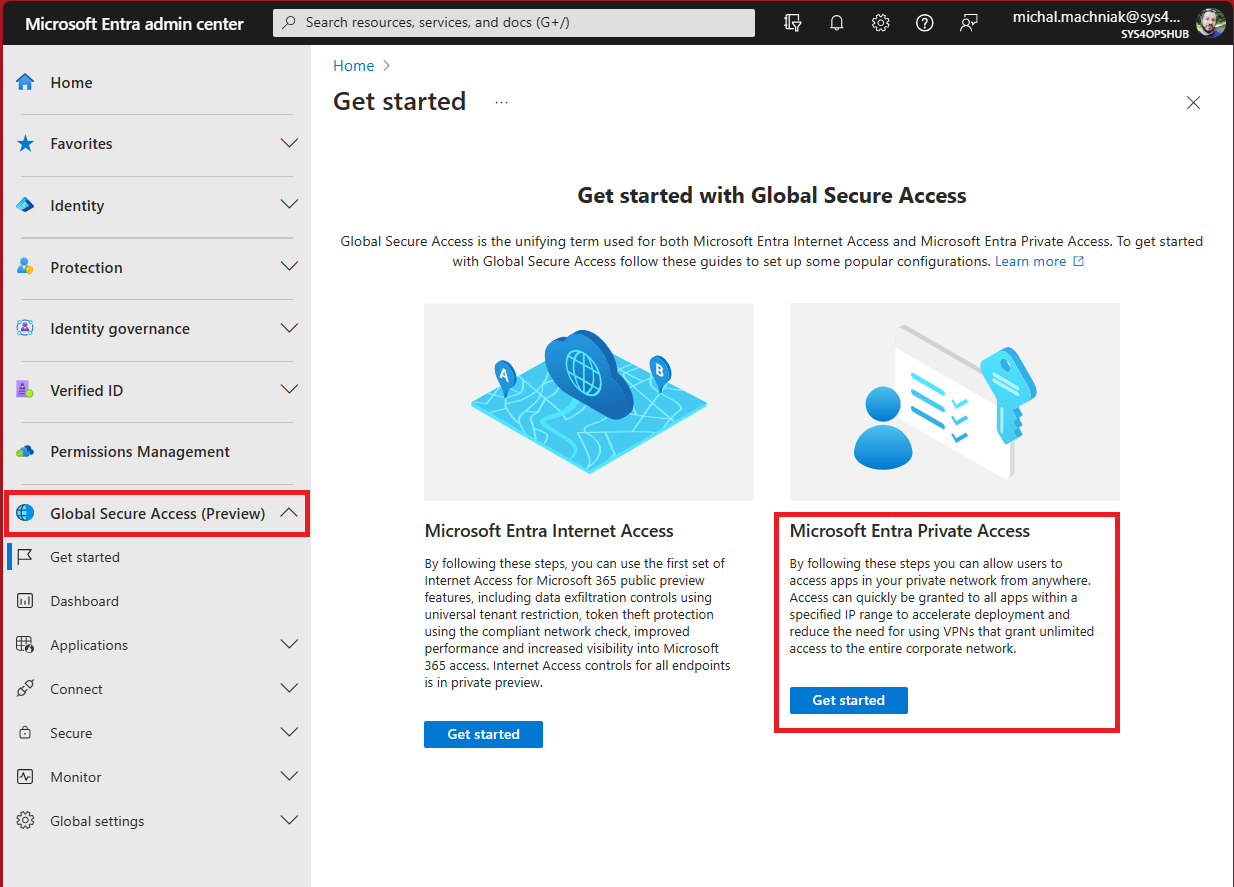 Microsoft Entra admin center
Search resources, services, and docs (G+/)
michal.machniak@sys4...
SYS4OPSHUB
Home
Favorites
Identity
Protection
Identity governance
Verified ID
Permissions Management
Global Secure Access (Preview)
Get started
Dashboard
Applications
Connect
Secure
Monitor
Global settings
Home >
Get started ...
Get started with Global Secure Access
Global Secure Access is the unifying term used for both Microsoft Entra Internet Access and Microsoft Entra Private Access. To get started
with Global Secure Access follow these guides to set up some popular configurations. Learn more
A
B
Microsoft Entra Internet Access
By following these steps, you can use the first set of
Internet Access for Microsoft 365 public preview
features, including data exfiltration controls using
universal tenant restriction, token theft protection
using the compliant network check, improved
performance and increased visibility into Microsoft
365 access. Internet Access controls for all endpoints
is in private preview.
Get started
Microsoft Entra Private Access
By following these steps you can allow users to
access apps in your private network from anywhere.
Access can quickly be granted to all apps within a
specified IP range to accelerate deployment and
reduce the need for using VPNs that grant unlimited
access to the entire corporate network.
Get started